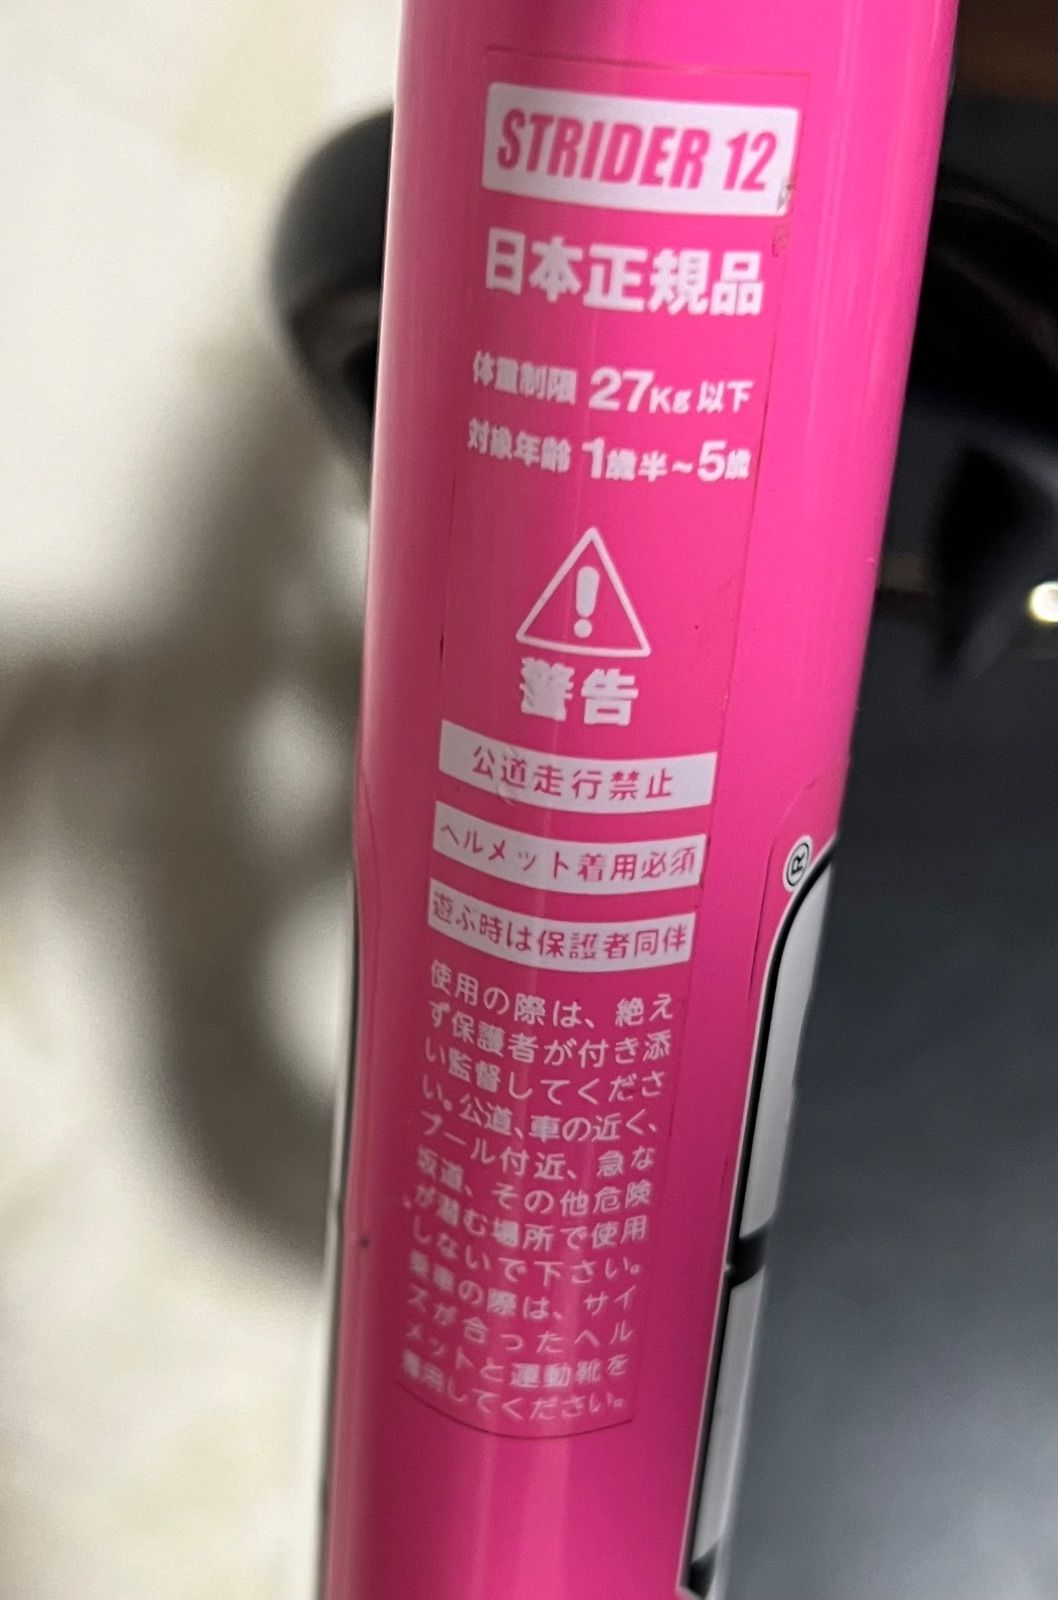 STRIDER 12
日本正規品
体重制限 27Kg 以下
対象年齢 1歳半~5歳
警告
公道走行禁止
ヘルメット着用必須
遊ぶ時は保護者同伴
使用の際は、絶え
ず保護者が付き添
い監督してくださ
い。公道、車の近く、
プール付近、急な
坂道、その他危険
が潜む場所で使用
しないで下さい。
乗車の際は、サイ
ズが合ったヘル
メットと運動靴を
着用してください。
®